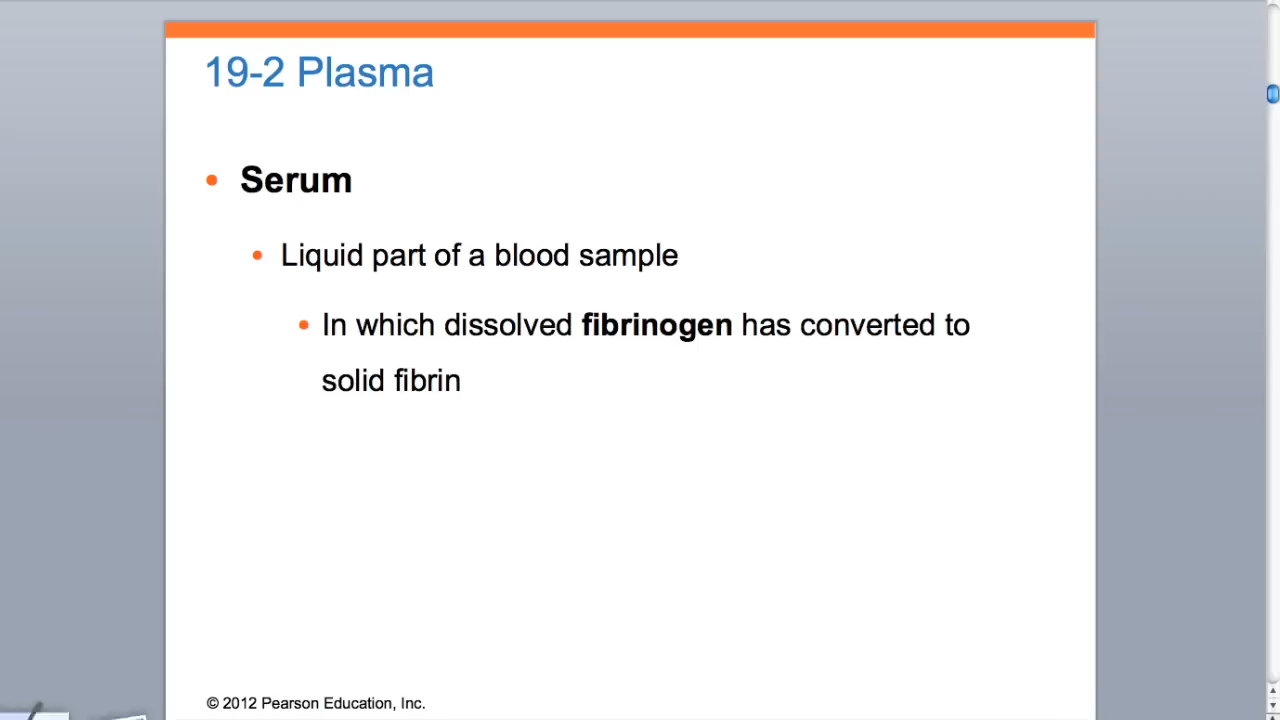 19-2 Plasma
• Serum
• Liquid part of a blood sample
• In which dissolved fibrinogen has converted to
solid fibrin
© 2012 Pearson Education, Inc.